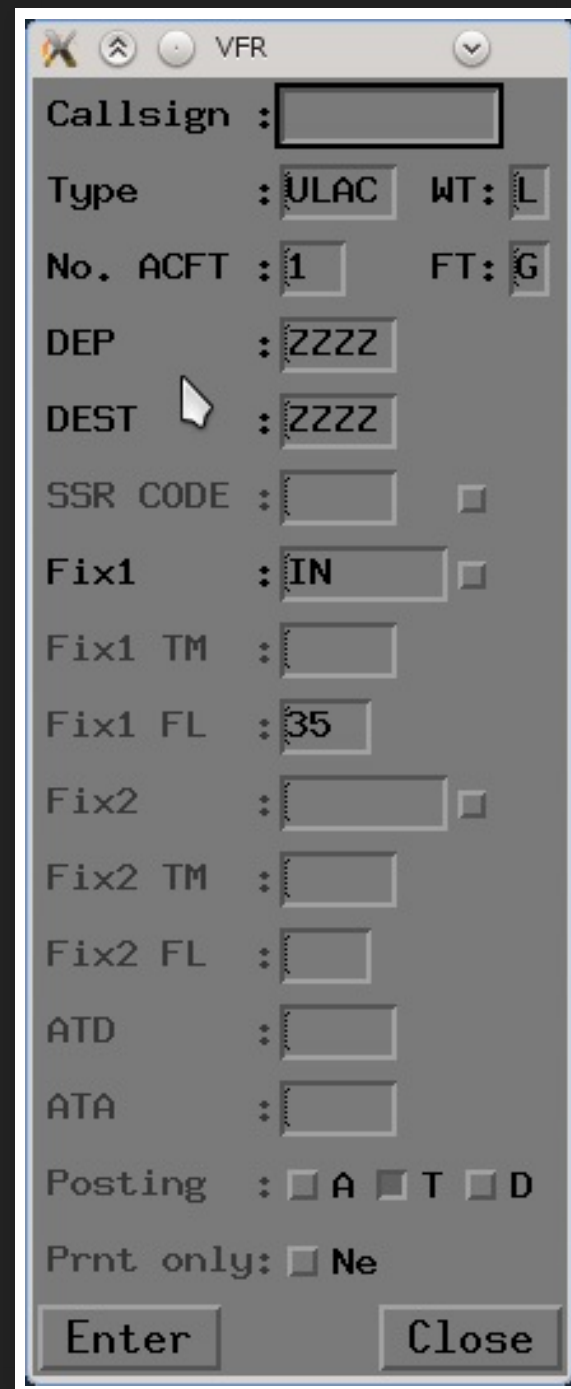 VFR
Callsign :
Type : ULAC WT: L
No. ACFT : 1 FT: G
DEP : ZZZZ
DEST : ZZZZ
SSR CODE :
Fix1 : IN
Fix1 TM :
Fix1 FL : 35
Fix2 :
Fix2 TM :
Fix2 FL :
ATD :
ATA :
Posting : A T D
Prnt only: Ne
Enter Close